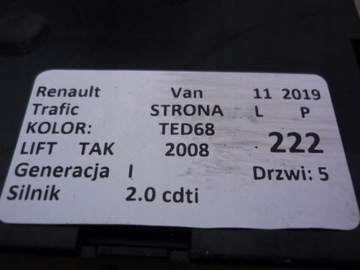 Renault Van 11 2019
Trafic STRONA L P
KOLOR: TED68
LIFT TAK 2008 222
Generacja I Drzwi: 5
Silnik 2.0 cdti